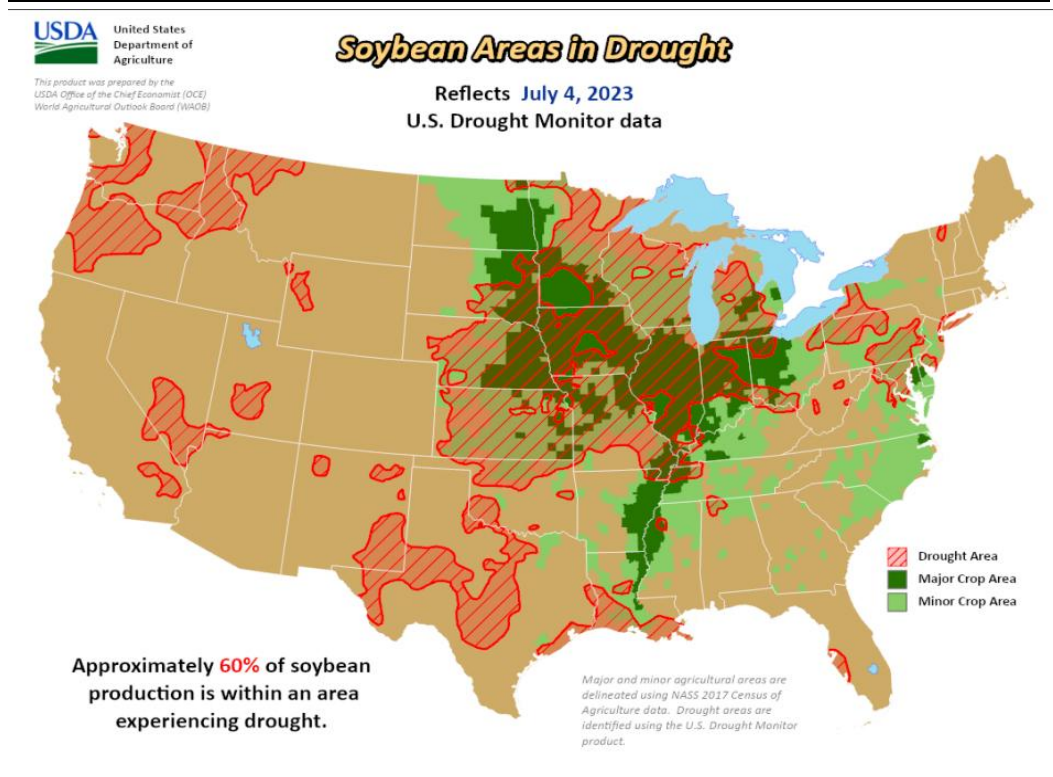 USDA
United States
Department of
Agriculture
This product was prepared by the
USDA Office of the Chief Economist (OCE)
World Agricultural Outlook Board (WAOB)
Soybean Areas in Drought
Reflects July 4, 2023
U.S. Drought Monitor data
Drought Area
Major Crop Area
Minor Crop Area
Approximately 60% of soybean
production is within an area
experiencing drought.
Major and minor agricultural areas are
delineated using NASS 2017 Census of
Agriculture data. Drought areas are
identified using the U.S. Drought Monitor
product.